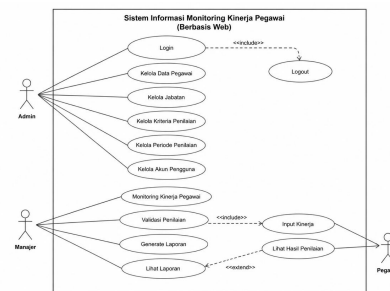 Sistem Informasi Monitoring Kinerja Pegawai
(Berbasis Web)
Login
<<include>>
Logout
Kelola Data Pegawai
Kelola Jabatan
Admin
Kelola Kriteria Penilaian
Kelola Periode Penilaian
Kelola Akun Pengguna
Monitoring Kinerja Pegawai
Validasi Penilaian
<<include>>
Input Kinerja
Manajer
Generate Laporan
Lihat Hasil Penilaian
Lihat Laporan
<<extend>>
Pega